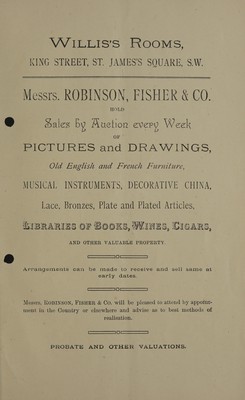 WILLIS'S ROOMS,
KING STREET, ST. JAMES'S SQUARE, S.W.
Messrs. ROBINSON, FISHER & CO.
HOLD
Sales by Auction every Week
OF
PICTURES and DRAWINGS,
Old English and French Furniture,
MUSICAL INSTRUMENTS, DECORATIVE CHINA,
Lace, Bronzes, Plate and Plated Articles,
LIBRARIES OF BOOKS, WINES, CIGARS,
AND OTHER VALUABLE PROPERTY.
Arrangements can be made to receive and sell same at
early dates.
Messrs. ROBINSON, FISHER & Co. will be pleased to attend by appoint-
ment in the Country or elsewhere and advise as to best methods of
realisation.
PROBATE AND OTHER VALUATIONS.